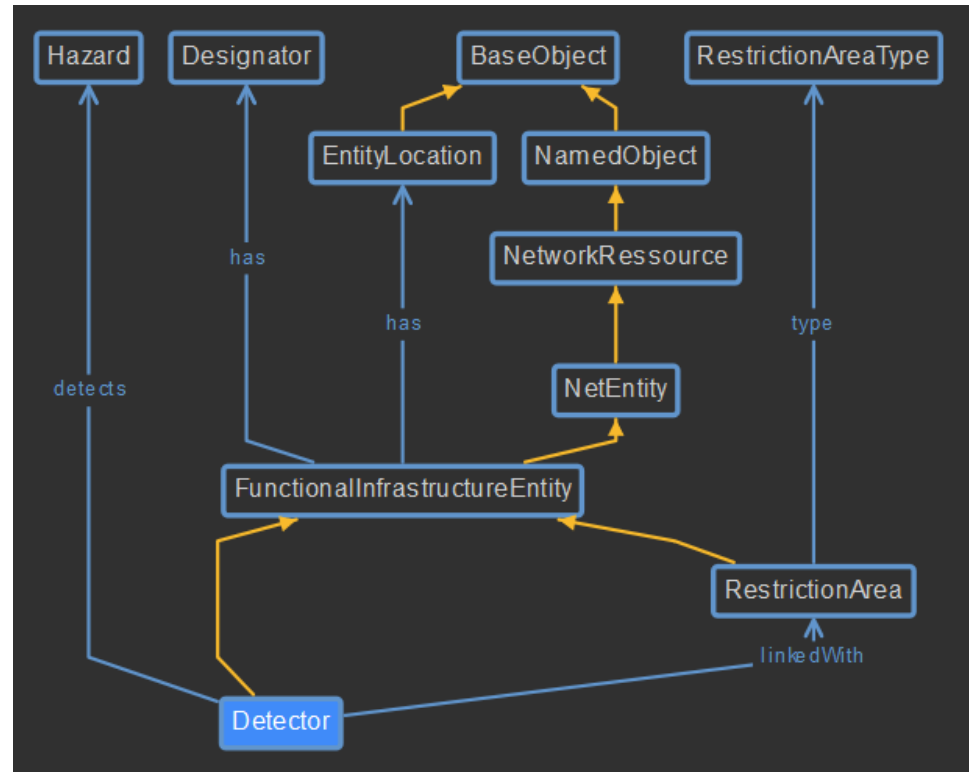 Hazard
Designator
BaseObject
RestrictionAreaType
EntityLocation
NamedObject
NetworkRessource
has
has
type
NetEntity
detects
FunctionalInfrastructureEntity
RestrictionArea
linkedWith
Detector